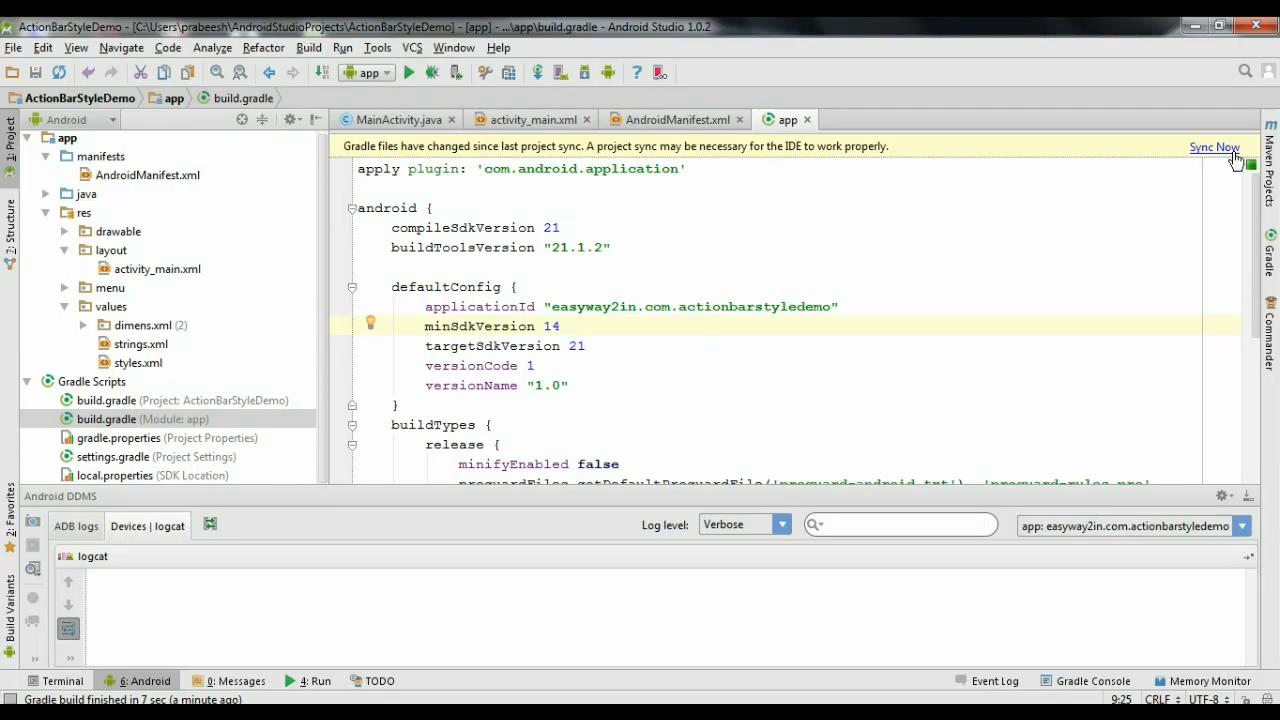 ActionBarStyleDemo - [C:\Users\prabeesh\AndroidStudioProjects\ActionBarStyleDemo] - [app] - ...\app\build.gradle - Android Studio 1.0.2
File Edit View Navigate Code Analyze Refactor Build Run Tools VCS Window Help
app
ActionBarStyleDemo app build.gradle
Android
MainActivity.java activity_main.xml AndroidManifest.xml app
Gradle files have changed since last project sync. A project sync may be necessary for the IDE to work properly. Sync Now
1: Project
7: Structure
2: Favorites
Build Variants
app
manifests
AndroidManifest.xml
java
res
drawable
layout
activity_main.xml
menu
values
dimens.xml (2)
strings.xml
styles.xml
Gradle Scripts
build.gradle (Project: ActionBarStyleDemo)
build.gradle (Module: app)
gradle.properties (Project Properties)
settings.gradle (Project Settings)
local.properties (SDK Location)
apply plugin: 'com.android.application'
android {
compileSdkVersion 21
buildToolsVersion "21.1.2"
defaultConfig {
applicationId "easyway2in.com.actionbarstyledemo"
minSdkVersion 14
targetSdkVersion 21
versionCode 1
versionName "1.0"
}
buildTypes {
release {
minifyEnabled false
proguardFiles getDefaultProguardFile('proguard-android.txt'), 'proguard-rules.pro'
Maven Projects
Gradle
Commander
Android DDMS
ADB logs Devices | logcat Log level: Verbose app: easyway2in.com.actionbarstyledemo
logcat
Terminal 6: Android 0: Messages 4: Run TODO Event Log Gradle Console Memory Monitor
Gradle build finished in 7 sec (a minute ago) 9:25 CRLF UTF-8